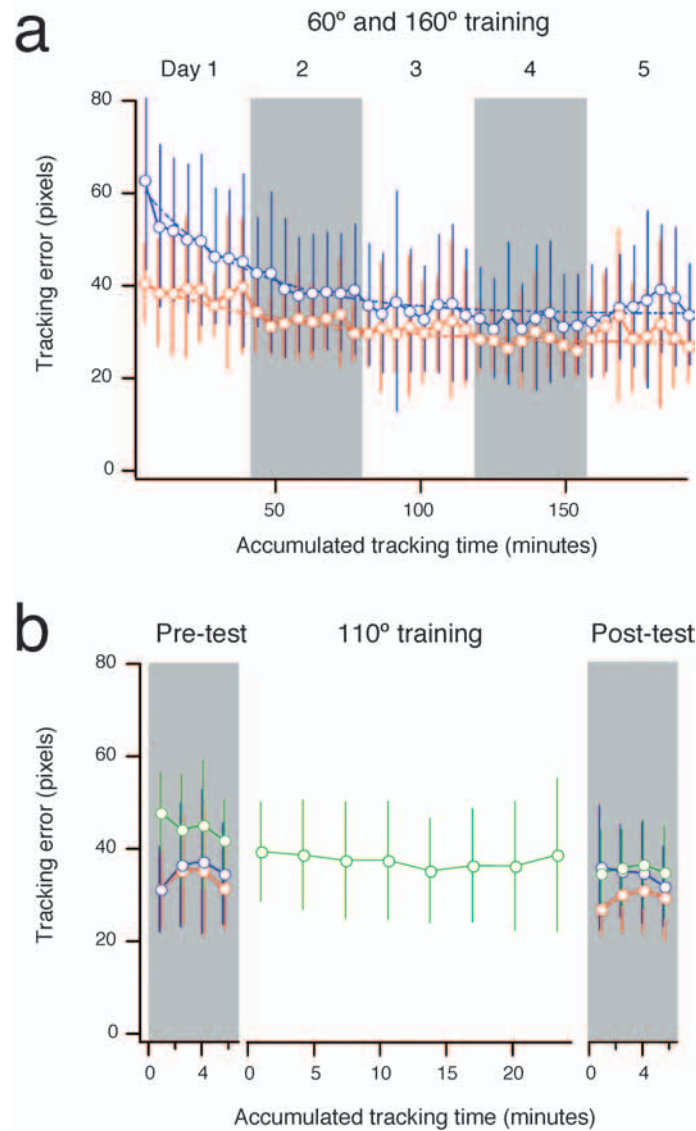 a
60º and 160º training
Day 1 2 3 4 5
80
60
40
20
0
Tracking error (pixels)
50 100 150
Accumulated tracking time (minutes)
b
Pre-test 110º training Post-test
80
60
40
20
0
Tracking error (pixels)
0 4 0 5 10 15 20 0 4
Accumulated tracking time (minutes)